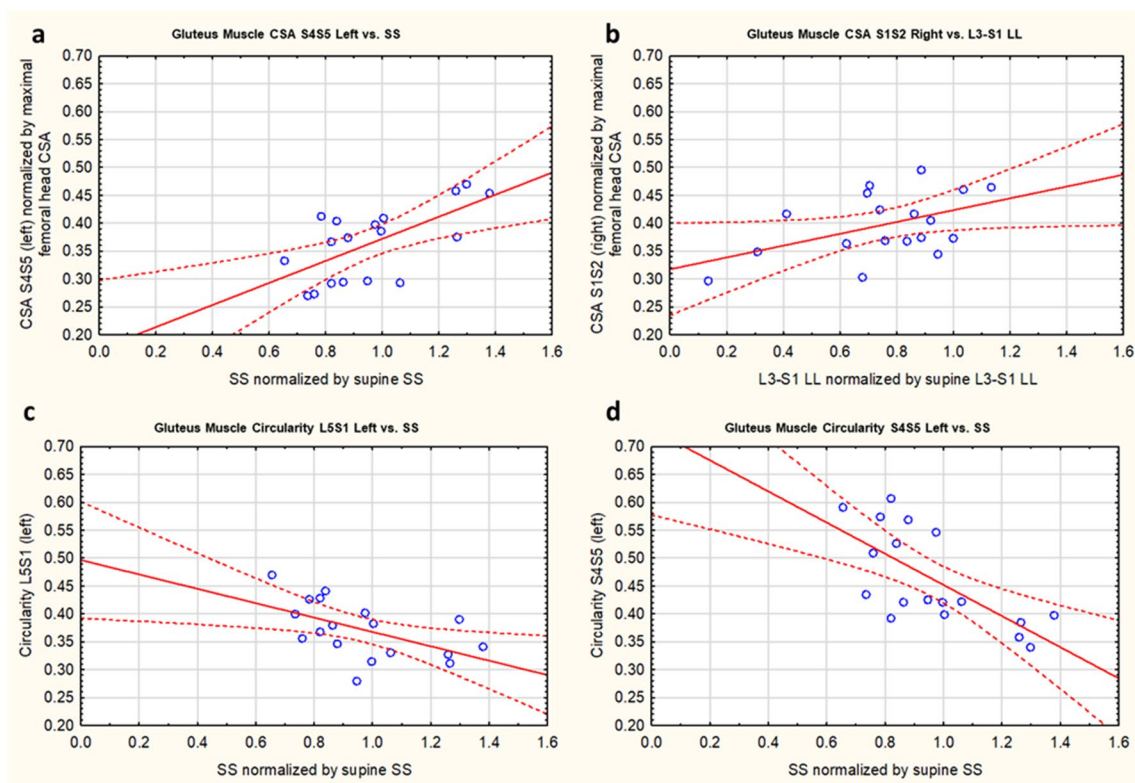 a
Gluteus Muscle CSA S4S5 Left vs. SS
CSA S4S5 (left) normalized by maximal
femoral head CSA
0.70
0.65
0.60
0.55
0.50
0.45
0.40
0.35
0.30
0.25
0.20
0.0 0.2 0.4 0.6 0.8 1.0 1.2 1.4 1.6
SS normalized by supine SS
b
Gluteus Muscle CSA S1S2 Right vs. L3-S1 LL
CSA S1S2 (right) normalized by maximal
femoral head CSA
0.70
0.65
0.60
0.55
0.50
0.45
0.40
0.35
0.30
0.25
0.20
0.0 0.2 0.4 0.6 0.8 1.0 1.2 1.4 1.6
L3-S1 LL normalized by supine L3-S1 LL
c
Gluteus Muscle Circularity L5S1 Left vs. SS
Circularity L5S1 (left)
0.70
0.65
0.60
0.55
0.50
0.45
0.40
0.35
0.30
0.25
0.20
0.0 0.2 0.4 0.6 0.8 1.0 1.2 1.4 1.6
SS normalized by supine SS
d
Gluteus Muscle Circularity S4S5 Left vs. SS
Circularity S4S5 (left)
0.70
0.65
0.60
0.55
0.50
0.45
0.40
0.35
0.30
0.25
0.20
0.0 0.2 0.4 0.6 0.8 1.0 1.2 1.4 1.6
SS normalized by supine SS